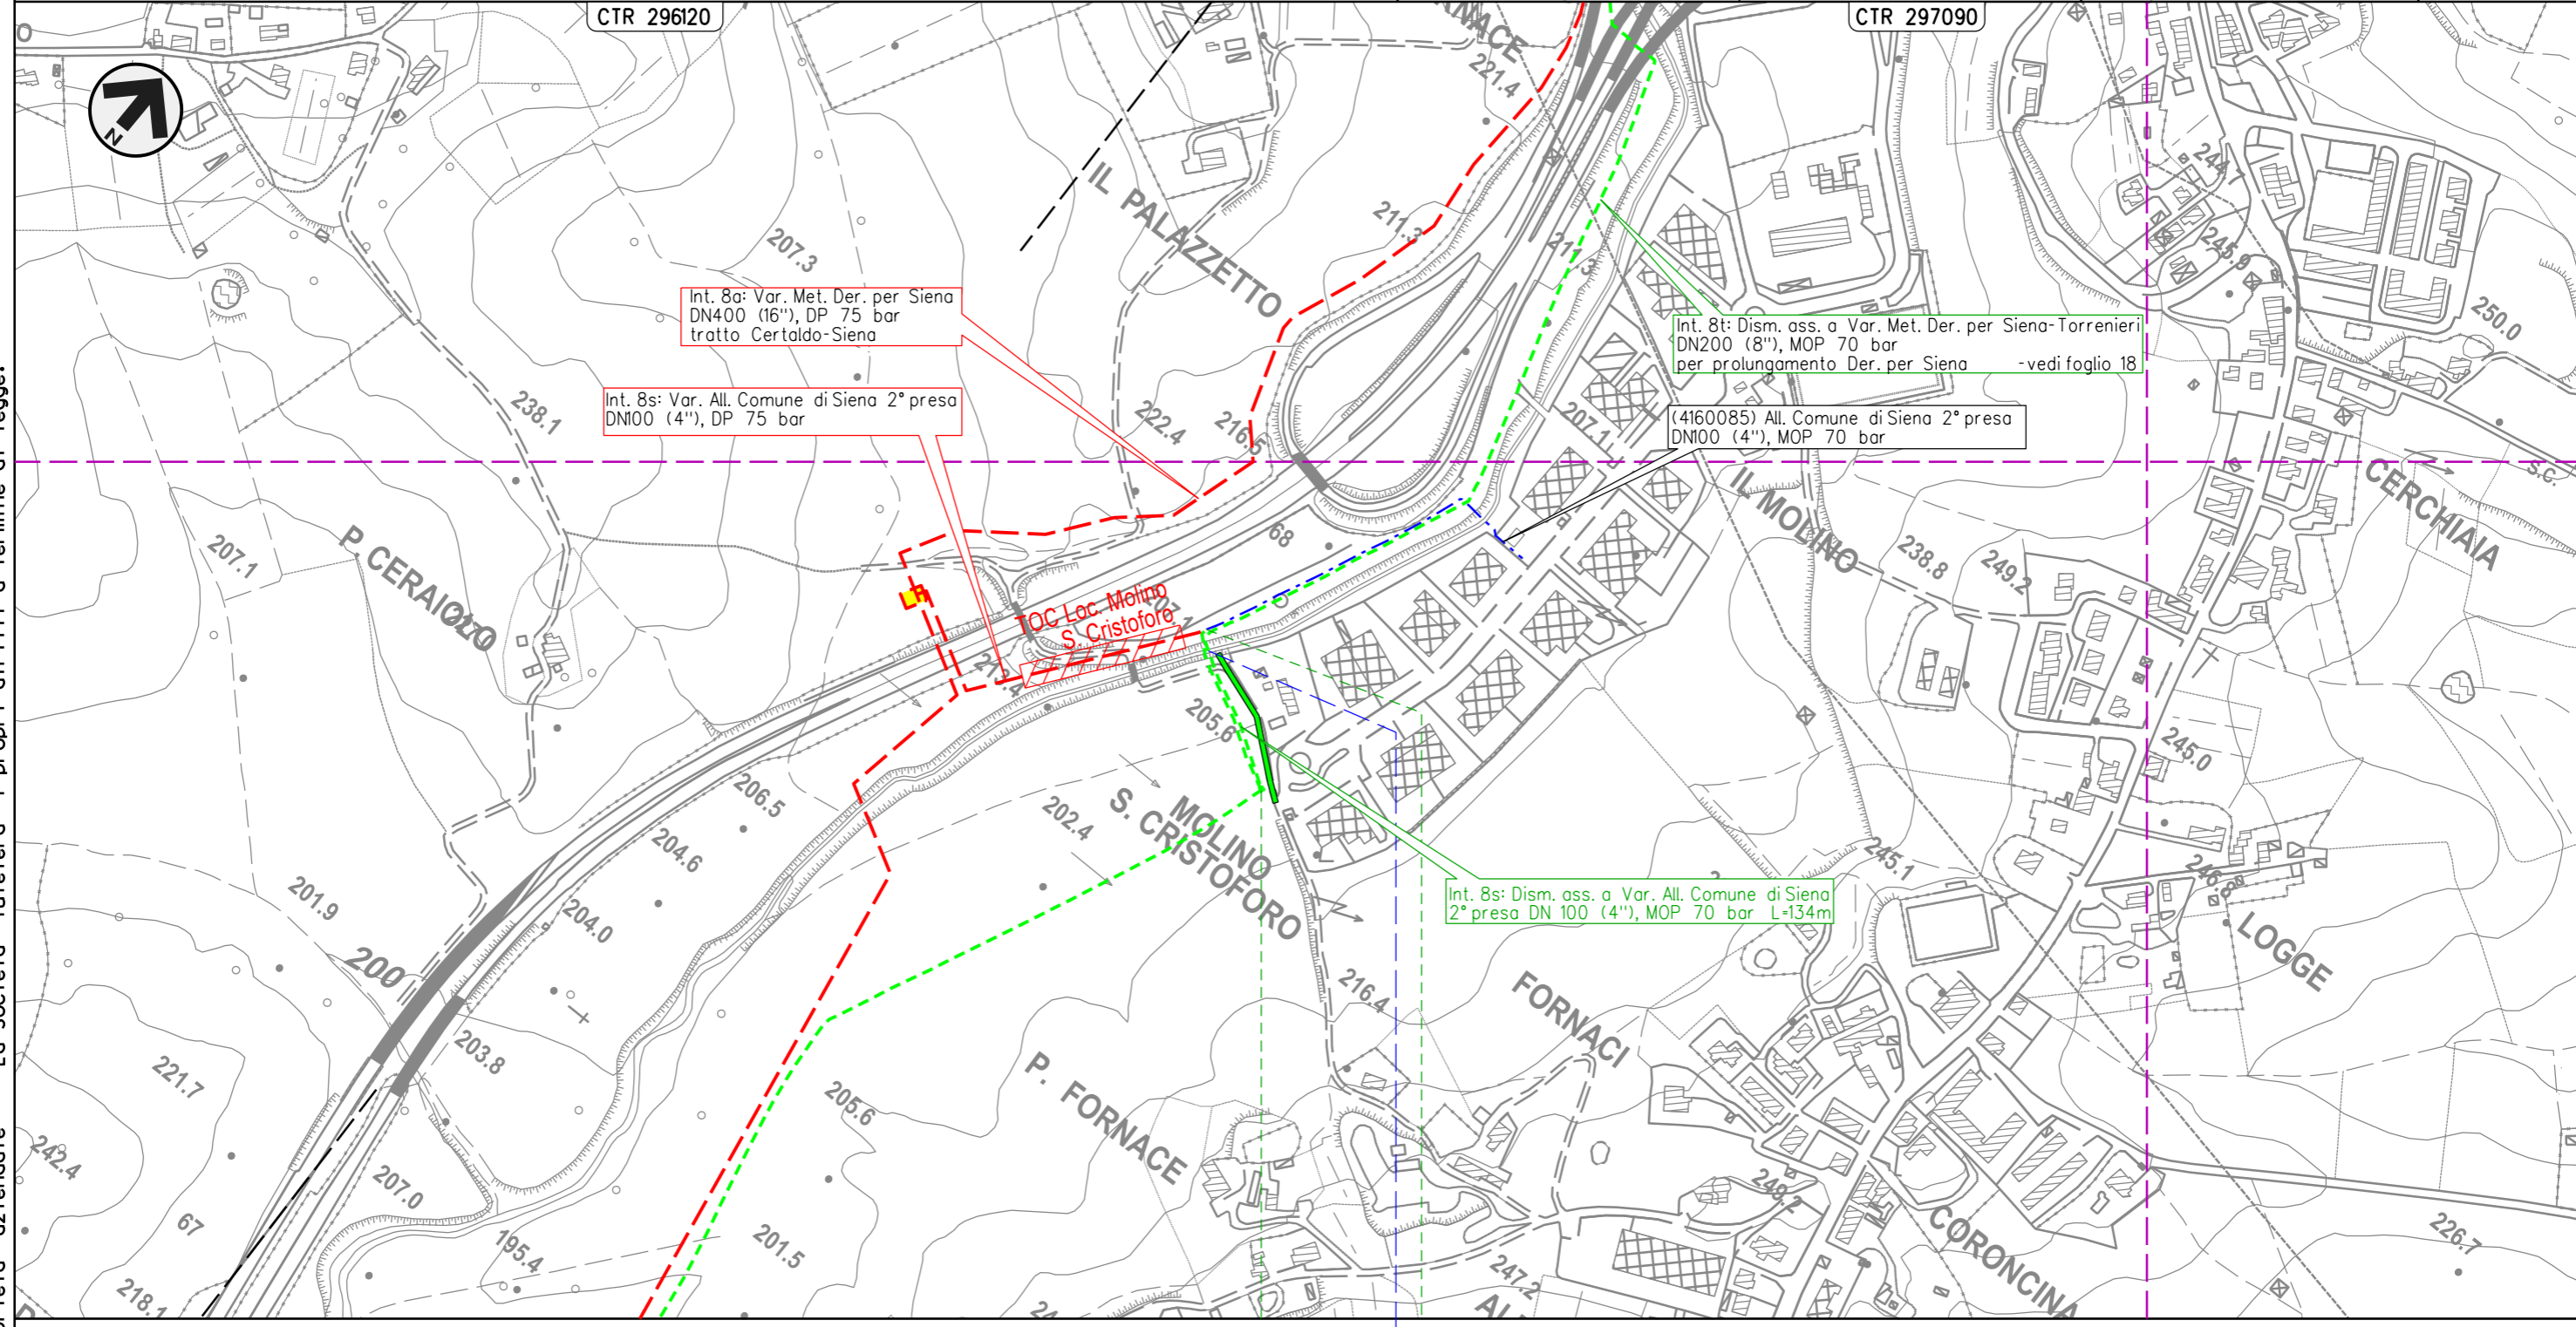 CTR 296120
CTR 297090
N
221.4
IL PALAZZETTO
207.3
211.3
211.3
244.7
245.9
250.0
Int. 8a: Var. Met. Der. per Siena
DN400 (16"), DP 75 bar
tratto Certaldo-Siena
Int. 8t: Dism. ass. a Var. Met. Der. per Siena-Torrenieri
DN200 (8"), MOP 70 bar
per prolungamento Der. per Siena -vedi foglio 18
Int. 8s: Var. All. Comune di Siena 2° presa
DN100 (4"), DP 75 bar
(4160085) All. Comune di Siena 2° presa
DN100 (4"), MOP 70 bar
238.1
222.4
216.5
207.1
S.C.
CERCHIAIA
IL MOLINO
207.1
P. CERAIOLO
68
238.8
249.2
TOC Loc. Molino
S. Cristoforo
213.4
205.6
245.0
206.5
202.4
MOLINO
S. CRISTOFORO
204.6
245.1
246.8
201.9
204.0
200
Int. 8s: Dism. ass. a Var. All. Comune di Siena
2° presa DN 100 (4"), MOP 70 bar L=134m
LOGGE
216.4
FORNACI
203.8
221.7
205.6
P. FORNACE
242.4
207.0
67
195.4
201.5
249.2
CORONCINA
226.7
247.2
218.1